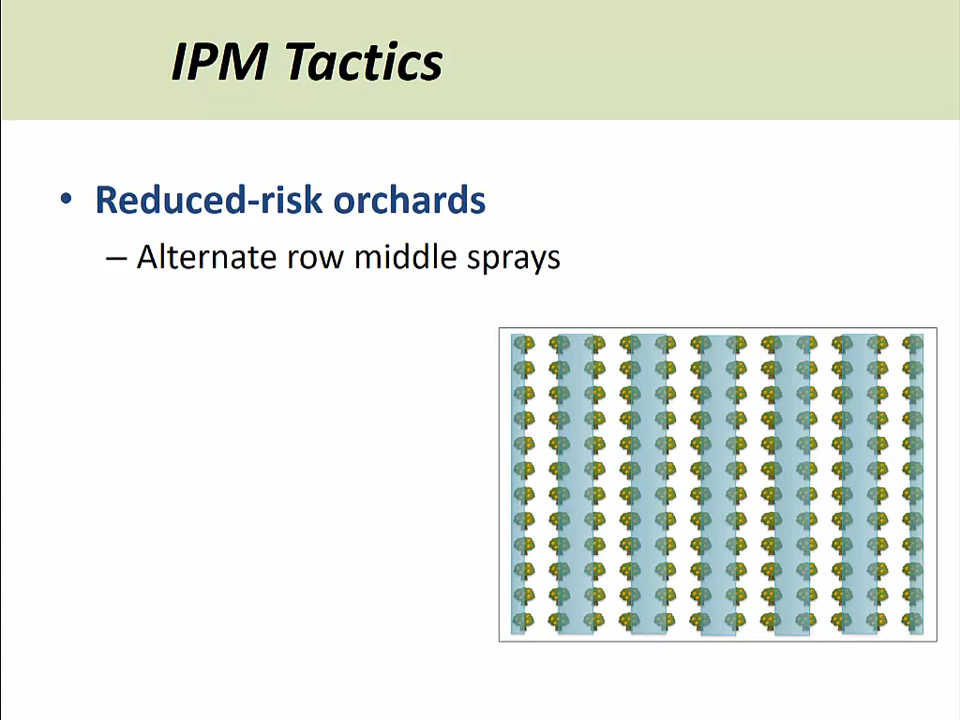 IPM Tactics
• Reduced-risk orchards
– Alternate row middle sprays